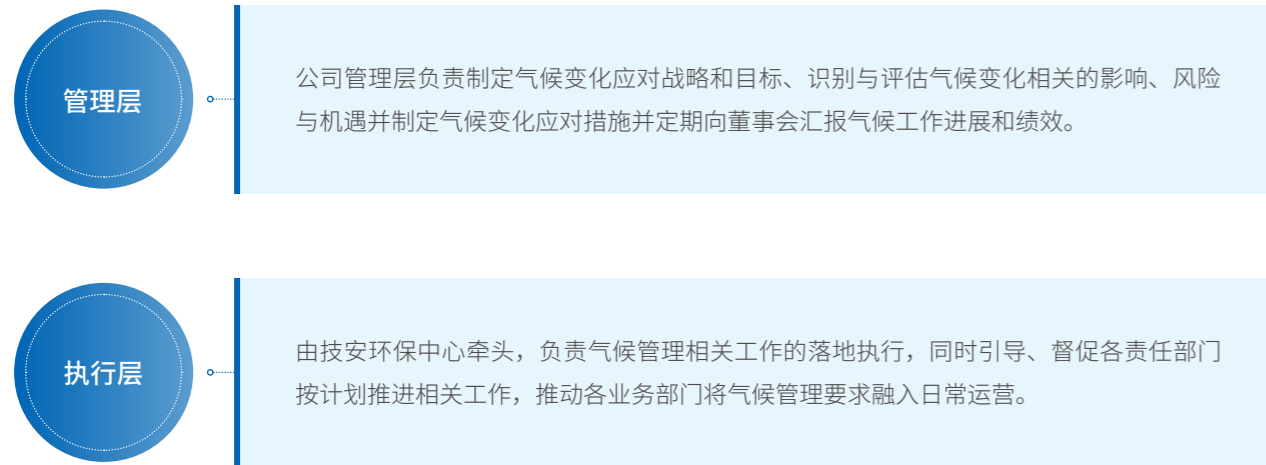 管理层
公司管理层负责制定气候变化应对战略和目标、识别与评估气候变化相关的影响、风险
与机遇并制定气候变化应对措施并定期向董事会汇报气候工作进展和绩效。
执行层
由技安环保中心牵头，负责气候管理相关工作的落地执行，同时引导、督促各责任部门
按计划推进相关工作，推动各业务部门将气候管理要求融入日常运营。